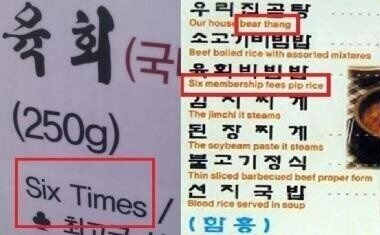 육회(국
(250g)
Six Times /
우리집곰탕
Our house bear thang
소고기비빔밥
Beef boiled rice with assorted mixtares
육회비빔밥
Six membership fees pip rice
김치찌게
The jimchi it steams
된장찌게
The soybean paste it steams
불고기정식
Thin sliced barbecued beef proper form
선지국밥
Blood rice served in soup
(함흥)